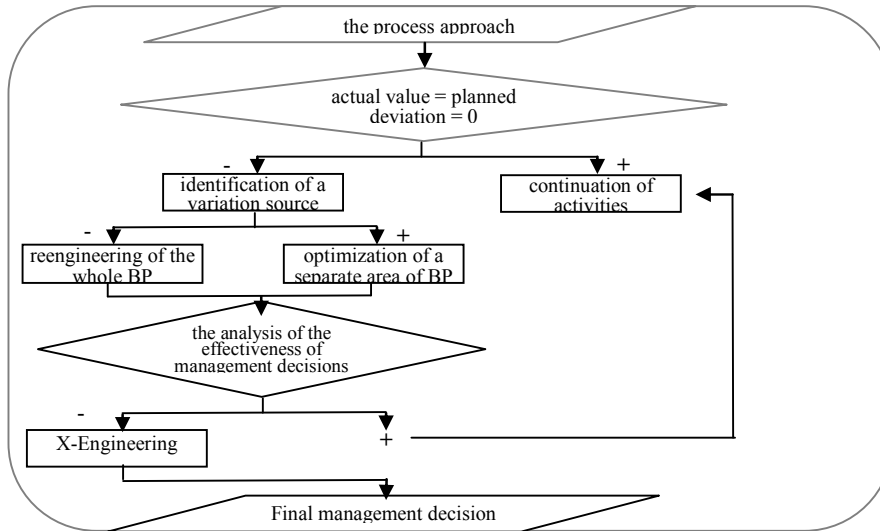 the process approach
actual value = planned
deviation = 0
-
+
identification of a
variation source
continuation of
activities
-
+
reengineering of the
whole BP
optimization of a
separate area of BP
the analysis of the
effectiveness of
management decisions
-
X-Engineering
+
Final management decision